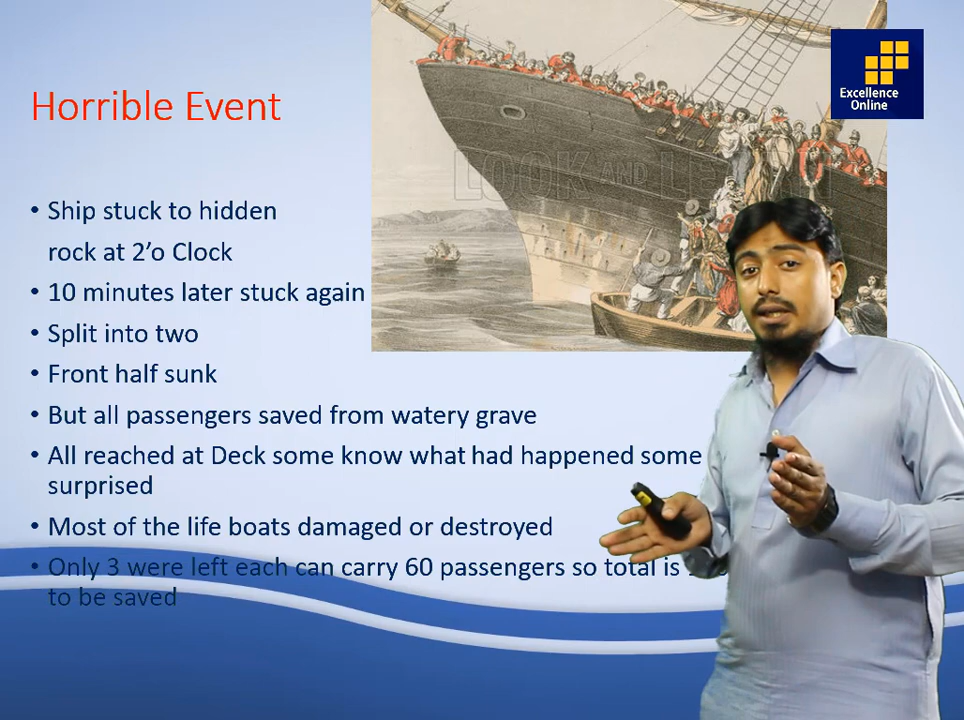 Excellence
Online
Horrible Event
LOOK AND LEARN
• Ship stuck to hidden
rock at 2’o Clock
• 10 minutes later stuck again
• Split into two
• Front half sunk
• But all passengers saved from watery grave
• All reached at Deck some know what had happened some
surprised
• Most of the life boats damaged or destroyed
• Only 3 were left each can carry 60 passengers so total is
to be saved